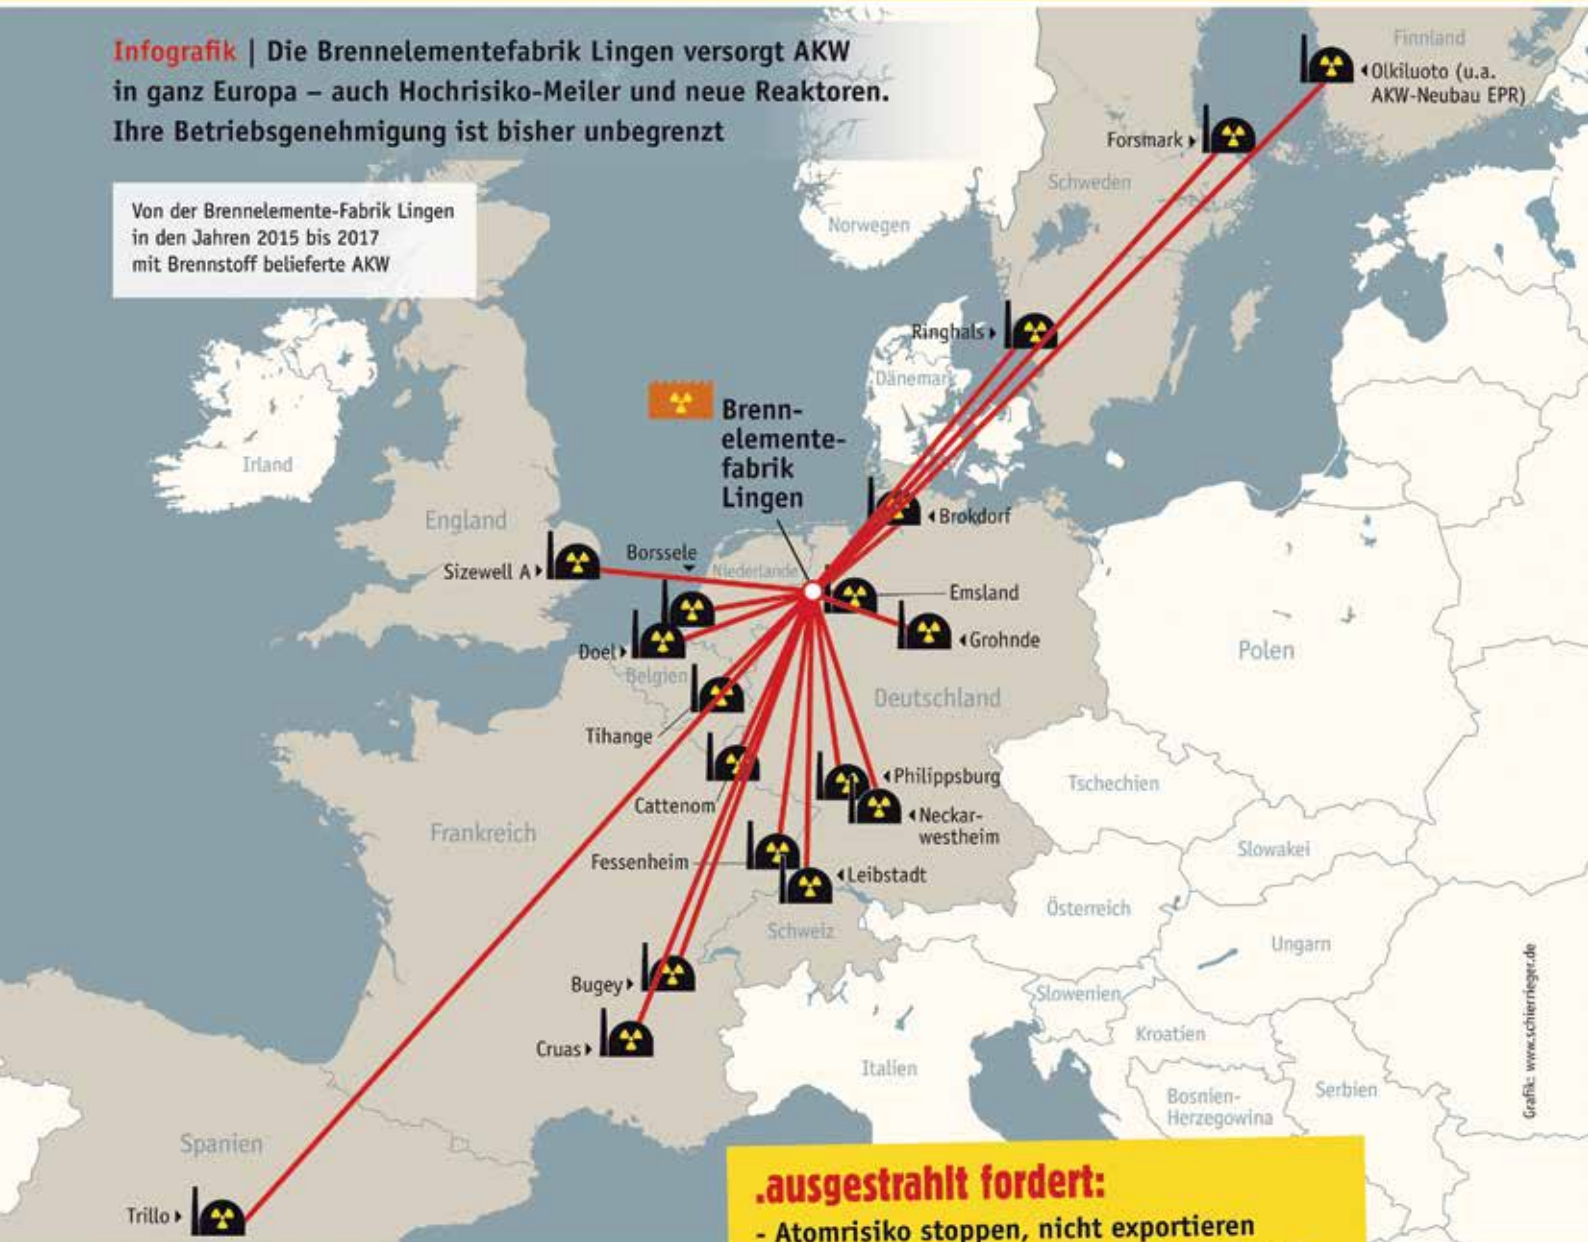 Infografik | Die Brennelementefabrik Lingen versorgt AKW
in ganz Europa – auch Hochrisiko-Meiler und neue Reaktoren.
Ihre Betriebsgenehmigung ist bisher unbegrenzt
Von der Brennelemente-Fabrik Lingen
in den Jahren 2015 bis 2017
mit Brennstoff belieferte AKW
Finnland
Olkiluoto (u.a.
AKW-Neubau EPR)
Forsmark
Schweden
Norwegen
Ringhals
Dänemark
Brenn-
elemente-
fabrik
Lingen
Irland
England
Brokdorf
Borssele
Sizewell A
Niederlande
Emsland
Grohnde
Polen
Doel
Belgien
Deutschland
Tihange
Philippsburg
Tschechien
Cattenom
Neckar-
westheim
Frankreich
Slowakei
Fessenheim
Leibstadt
Österreich
Schweiz
Ungarn
Bugey
Slowenien
Kroatien
Cruas
Italien
Serbien
Bosnien-
Herzegowina
Spanien
Trillo
Grafik: www.schierrieger.de
.ausgestrahlt fordert:
- Atomrisiko stoppen, nicht exportieren